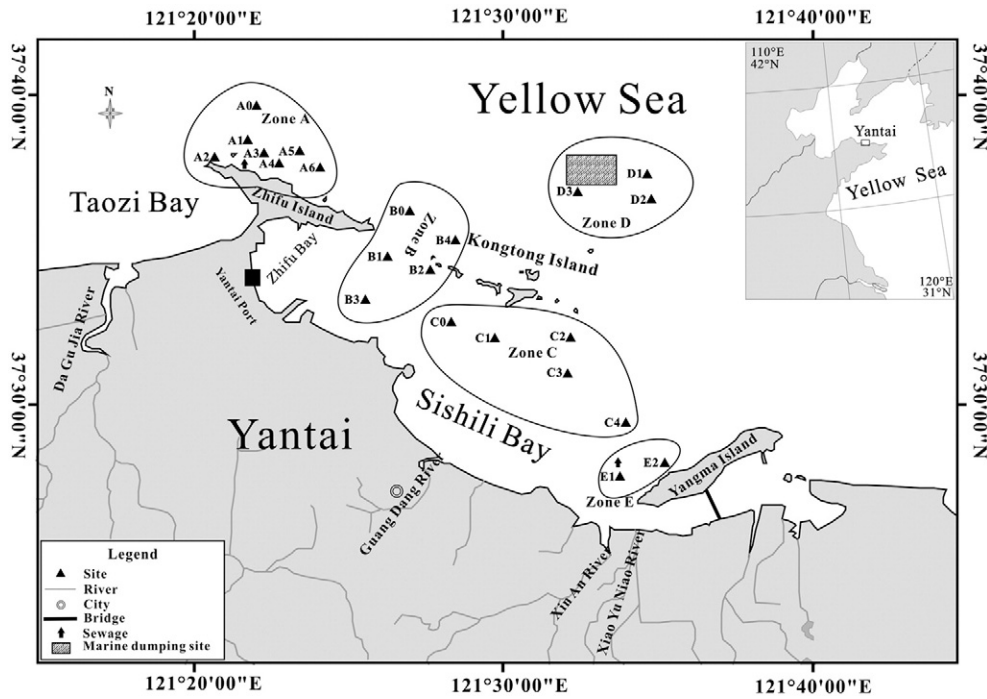 121°20'00"E
121°30'00"E
121°40'00"E
37°40'00"N
37°40'00"N
110°E
42°N
Yantai
Yellow Sea
120°E
31°N
N
Yellow Sea
A0
Zone A
A1
A2
A3
A4
A5
A6
D1
D2
D3
Zone D
Taozi Bay
Zhifu Island
B0
Zone B
B4
B1
B2
B3
Kongtong Island
Zhifu Bay
Yantai Port
Da Gu Jia River
C0
C1
C2
Zone C
C3
C4
37°30'00"N
37°30'00"N
Sishili Bay
Yantai
E2
E1
Zone E
Yangma Island
Guang Dang River
Xin An River
Xiao Yu Niao River
Legend
Site
River
City
Bridge
Sewage
Marine dumping site
121°20'00"E
121°30'00"E
121°40'00"E